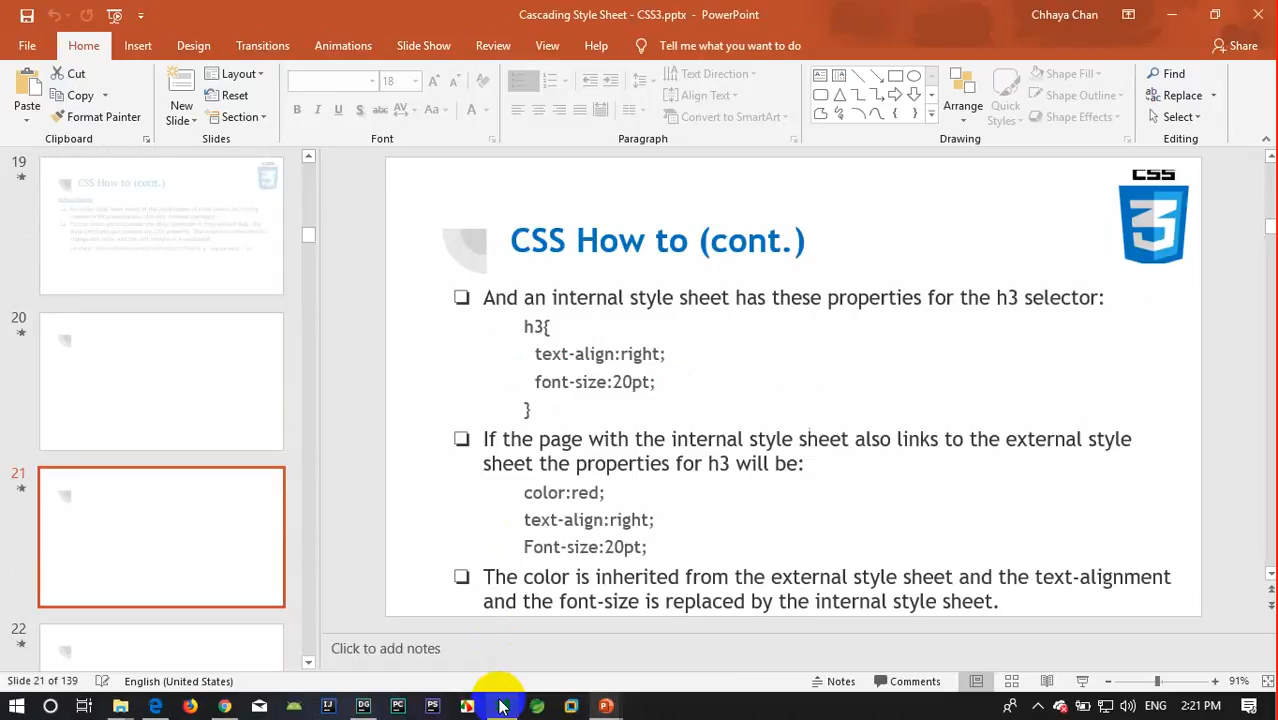 Cascading Style Sheet - CSS3.pptx - PowerPoint
Chhaya Chan
File Home Insert Design Transitions Animations Slide Show Review View Help Tell me what you want to do
Share
Paste
Cut
Copy
Format Painter
Clipboard
New
Slide
Layout
Reset
Section
Slides
18
Font
Text Direction
Align Text
Convert to SmartArt
Paragraph
Arrange
Quick
Styles
Shape Fill
Shape Outline
Shape Effects
Drawing
Find
Replace
Select
Editing
19
CSS How to (cont.)
20
21
22
CSS
3
CSS How to (cont.)
And an internal style sheet has these properties for the h3 selector:
h3{
text-align:right;
font-size:20pt;
}
If the page with the internal style sheet also links to the external style
sheet the properties for h3 will be:
color:red;
text-align:right;
Font-size:20pt;
The color is inherited from the external style sheet and the text-alignment
and the font-size is replaced by the internal style sheet.
Click to add notes
Slide 21 of 139
English (United States)
Notes
Comments
91%
ENG
2:21 PM